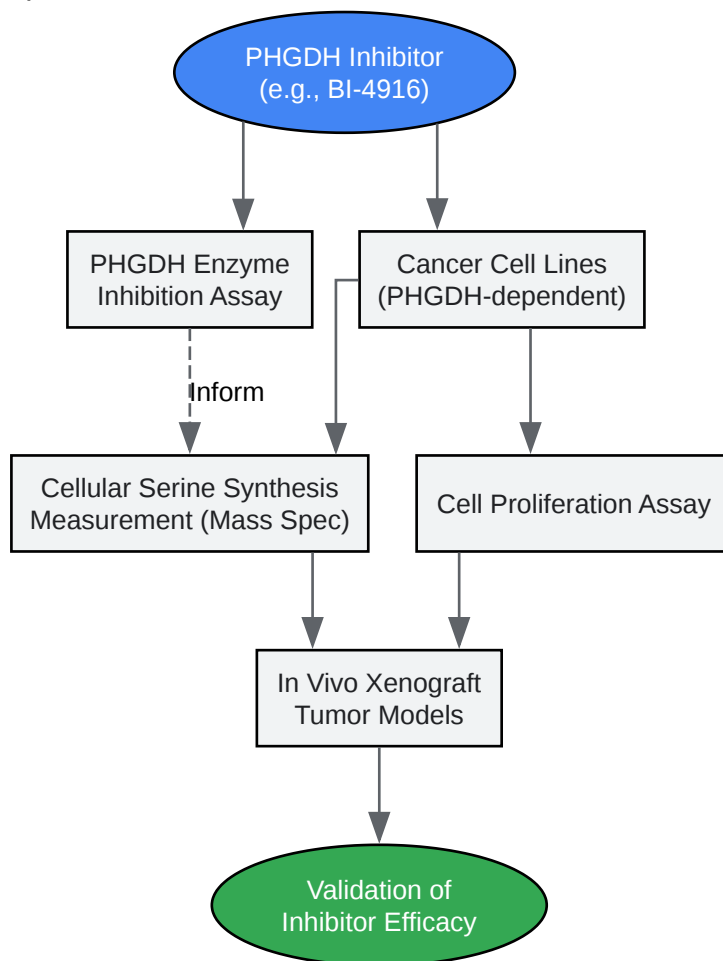 PHGDH Inhibitor
(e.g., BI-4916)
PHGDH Enzyme
Inhibition Assay
Cancer Cell Lines
(PHGDH-dependent)
Inform
Cellular Serine Synthesis
Measurement (Mass Spec)
Cell Proliferation Assay
In Vivo Xenograft
Tumor Models
Validation of
Inhibitor Efficacy